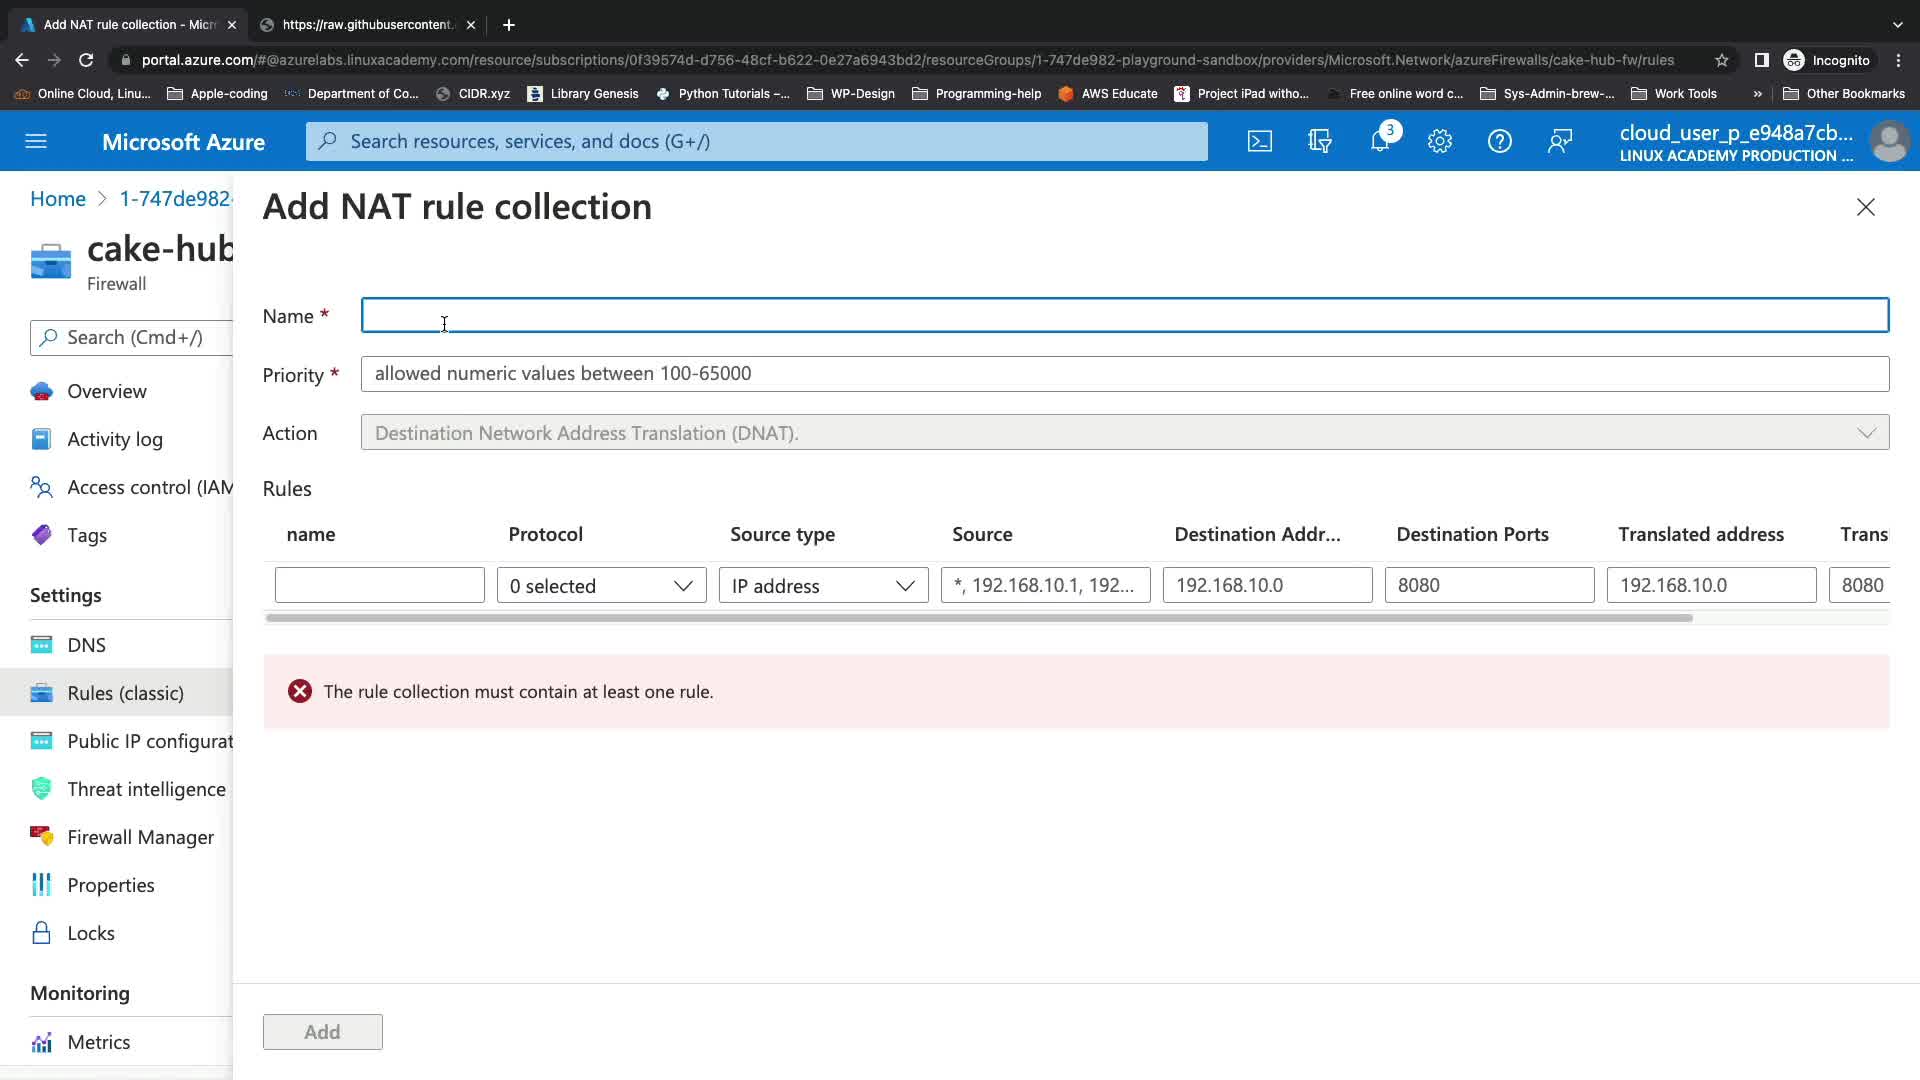 Add NAT rule collection - Micr
https://raw.githubusercontent.
portal.azure.com/#@azurelabs.linuxacademy.com/resource/subscriptions/0f39574d-d756-48cf-b622-0e27a6943bd2/resourceGroups/1-747de982-playground-sandbox/providers/Microsoft.Network/azureFirewalls/cake-hub-fw/rules
Incognito
Online Cloud, Linu... Apple-coding Department of Co... CIDR.xyz Library Genesis Python Tutorials –... WP-Design Programming-help AWS Educate Project iPad witho... Free online word c... Sys-Admin-brew-... Work Tools » Other Bookmarks
Microsoft Azure
Search resources, services, and docs (G+/)
3
cloud_user_p_e948a7cb...
LINUX ACADEMY PRODUCTION ...
Home > 1-747de982-
cake-hub
Firewall
Search (Cmd+/)
Overview
Activity log
Access control (IAM
Tags
Settings
DNS
Rules (classic)
Public IP configurat
Threat intelligence
Firewall Manager
Properties
Locks
Monitoring
Metrics
Add NAT rule collection
Name *
Priority * allowed numeric values between 100-65000
Action Destination Network Address Translation (DNAT).
Rules
name Protocol Source type Source Destination Addr... Destination Ports Translated address Trans
0 selected IP address *, 192.168.10.1, 192... 192.168.10.0 8080 192.168.10.0 8080
The rule collection must contain at least one rule.
Add